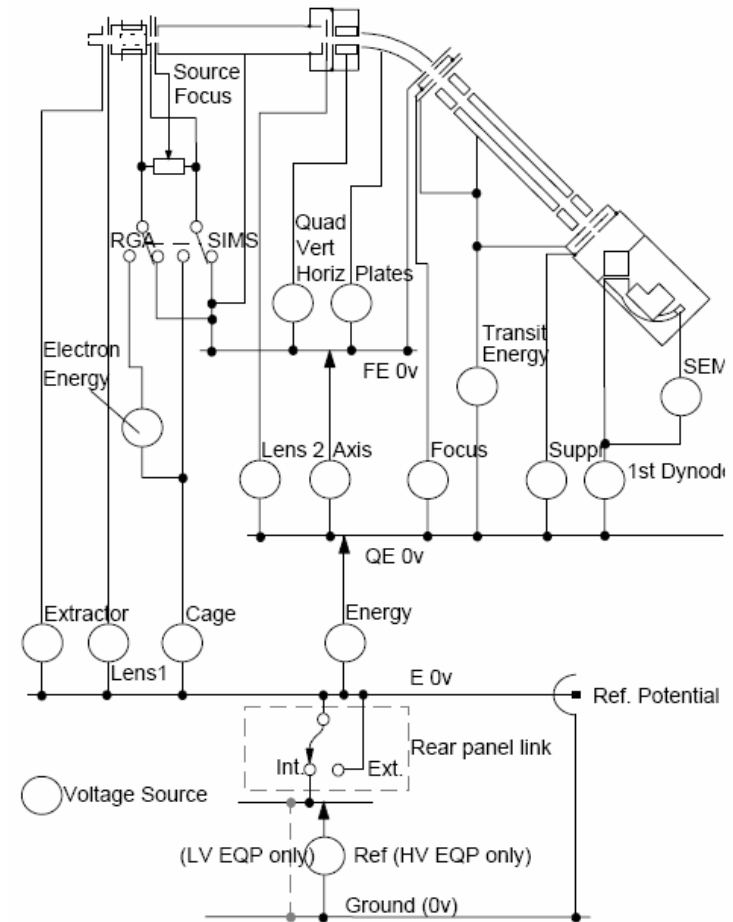 Source
Focus
RGA
SIMS
Quad
Vert
Horiz
Plates
Electron
Energy
FE 0v
Transit
Energy
SEM
Lens 2
Axis
Focus
Suppr
1st Dynode
QE 0v
Extractor
Lens1
Cage
Energy
E 0v
Ref. Potential
Rear panel link
Int.
Ext.
Voltage Source
(LV EQP only)
Ref (HV EQP only)
Ground (0v)